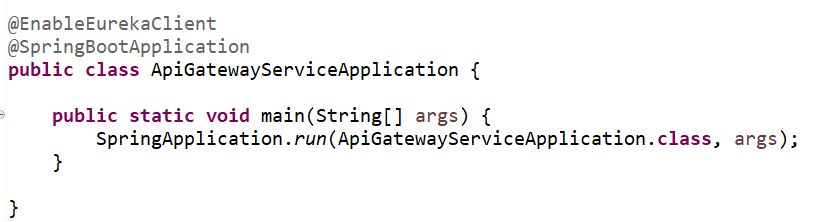 @EnableEurekaClient
@SpringBootApplication
public class ApiGatewayServiceApplication {
public static void main(String[] args) {
SpringApplication.run(ApiGatewayServiceApplication.class, args);
}
}